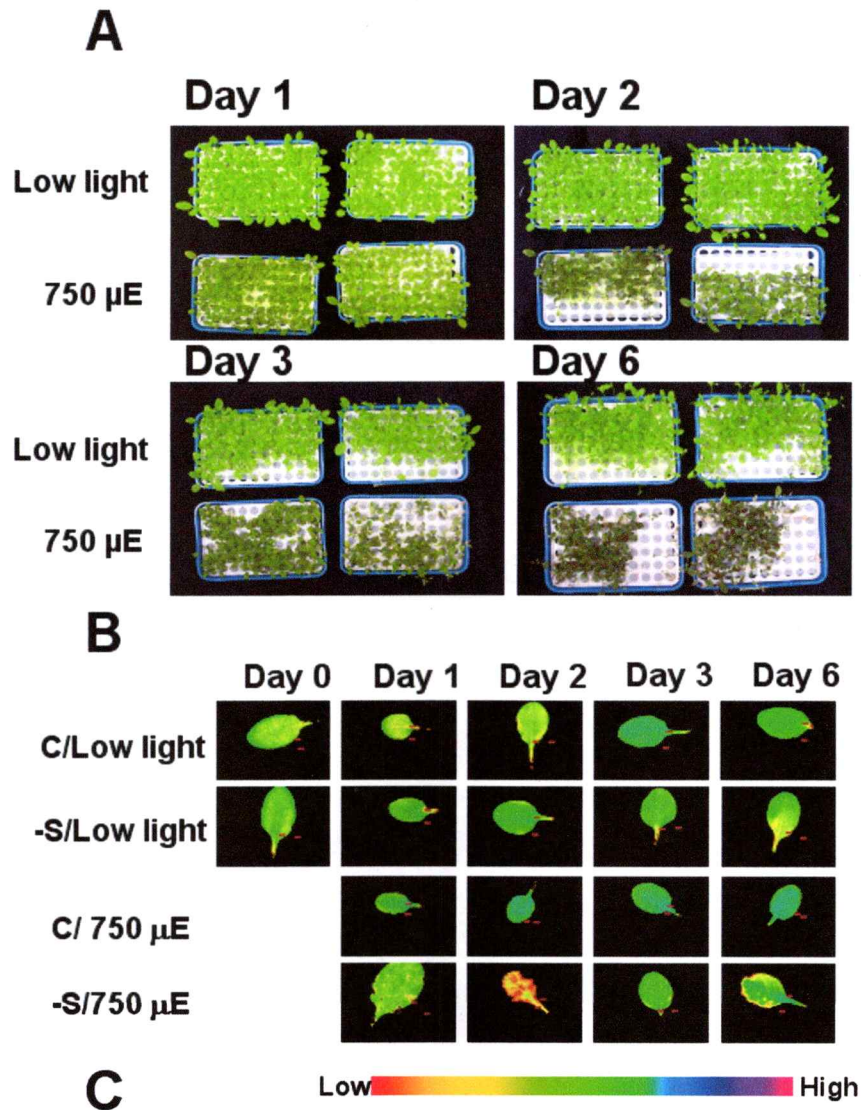 A
Day 1
Day 2
Low light
750 µE
Day 3
Day 6
Low light
750 µE
B
Day 0 Day 1 Day 2 Day 3 Day 6
C/Low light
-S/Low light
C/ 750 µE
-S/750 µE
C
Low High